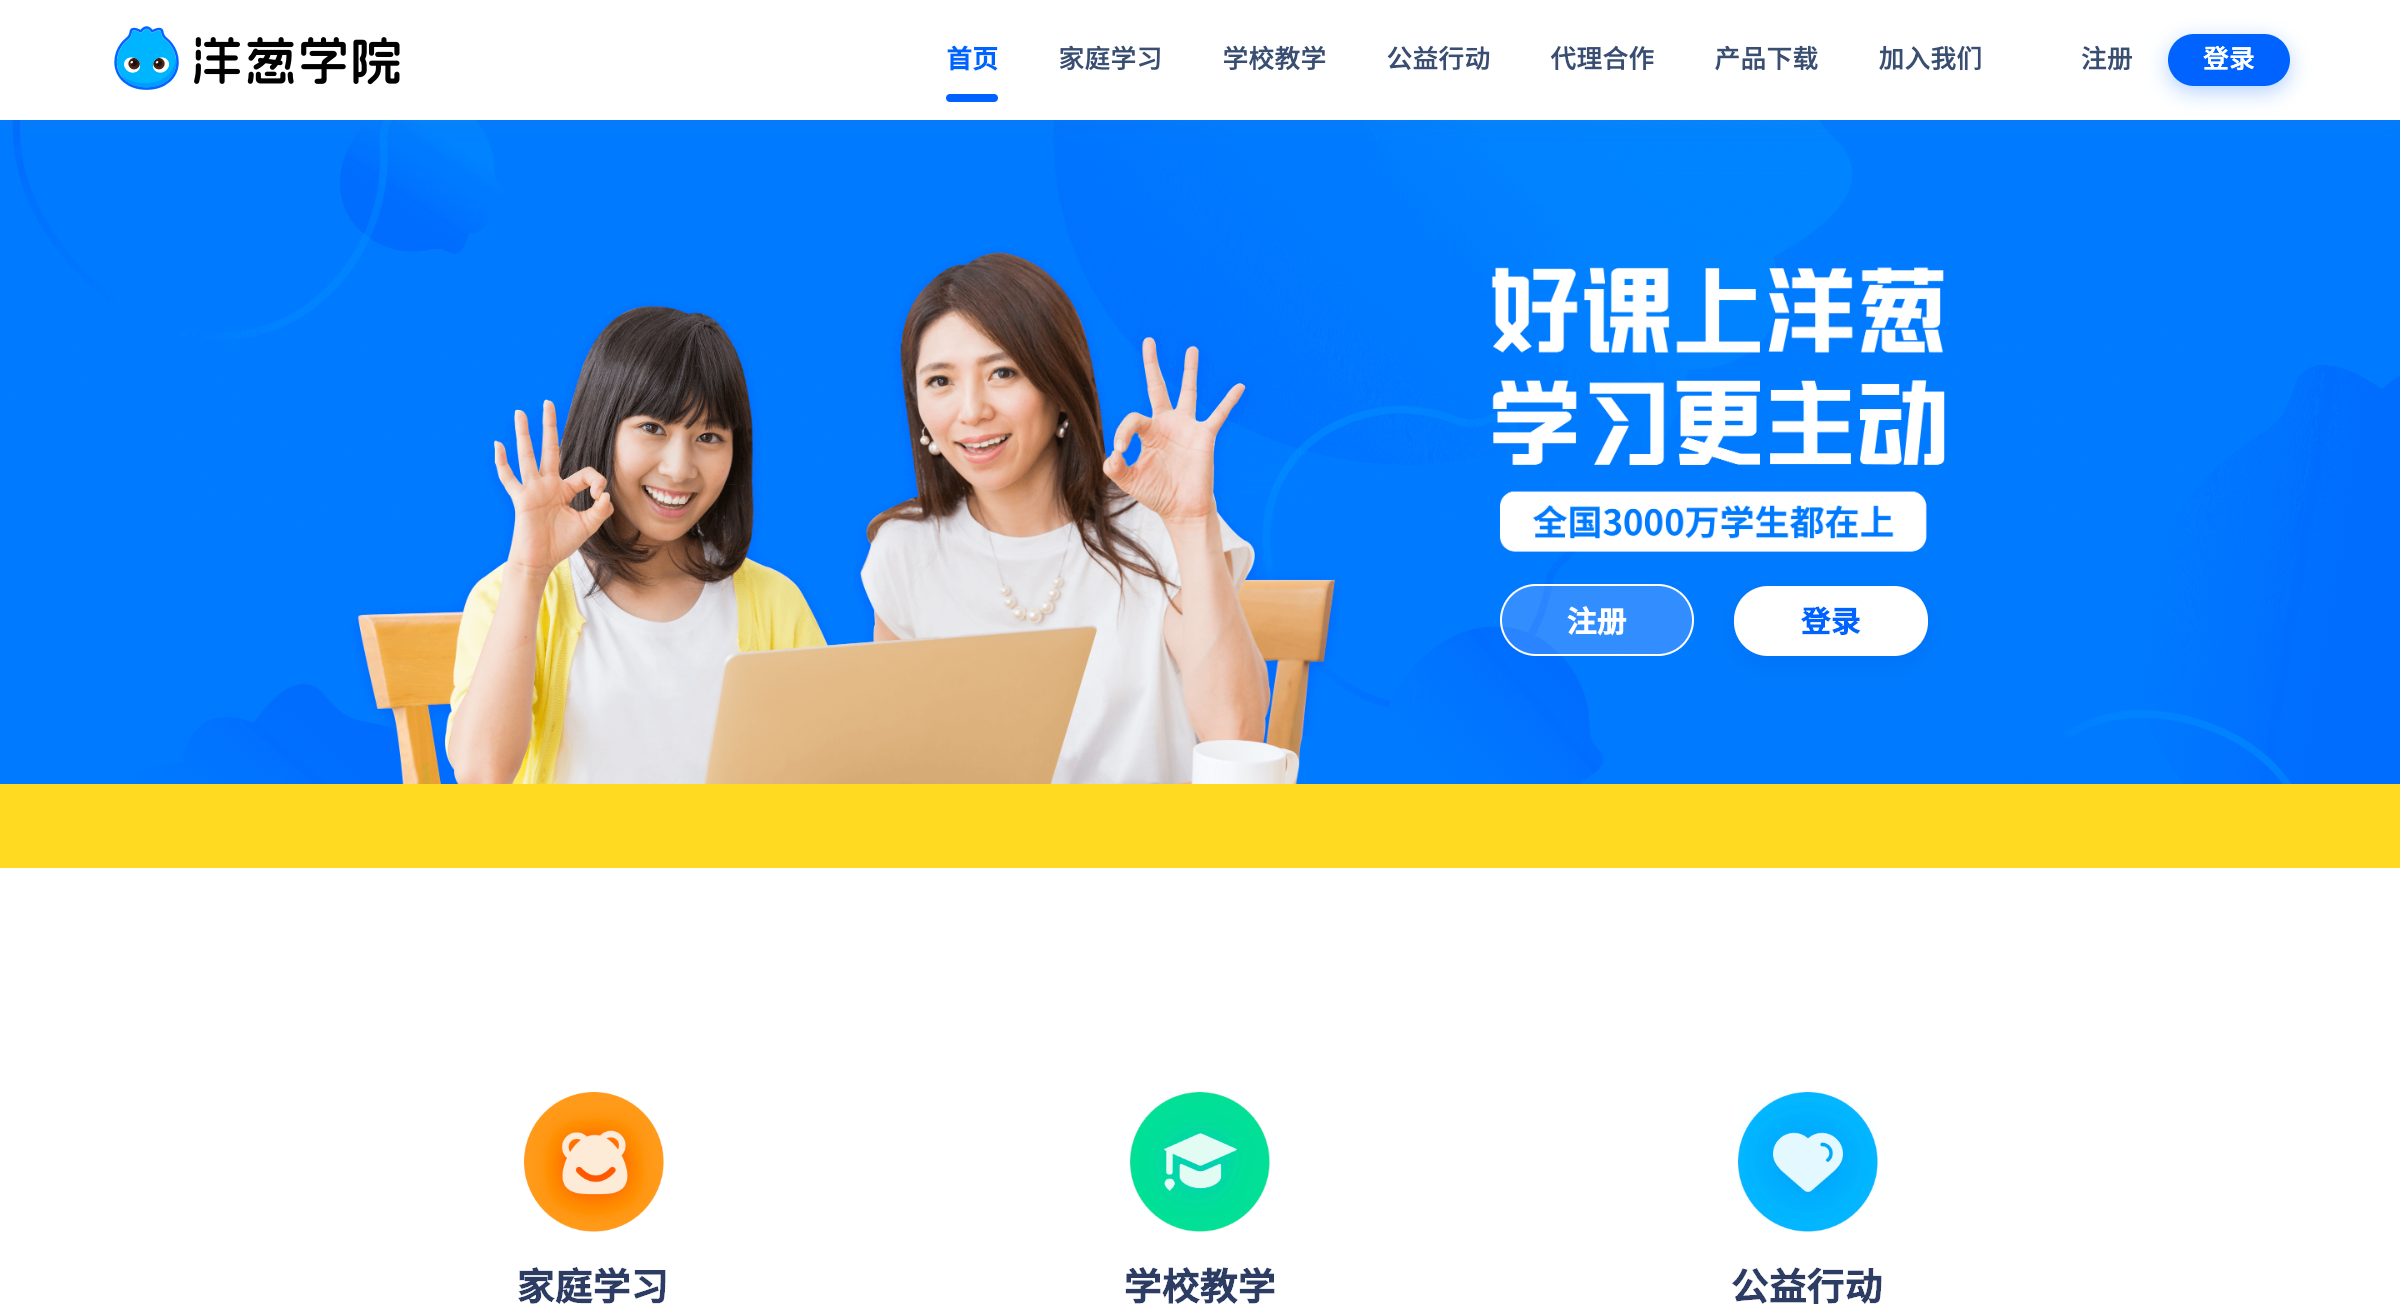 洋葱学院
首页 家庭学习 学校教学 公益行动 代理合作 产品下载 加入我们 注册 登录
好课上洋葱
学习更主动
全国3000万学生都在上
注册 登录
家庭学习 学校教学 公益行动